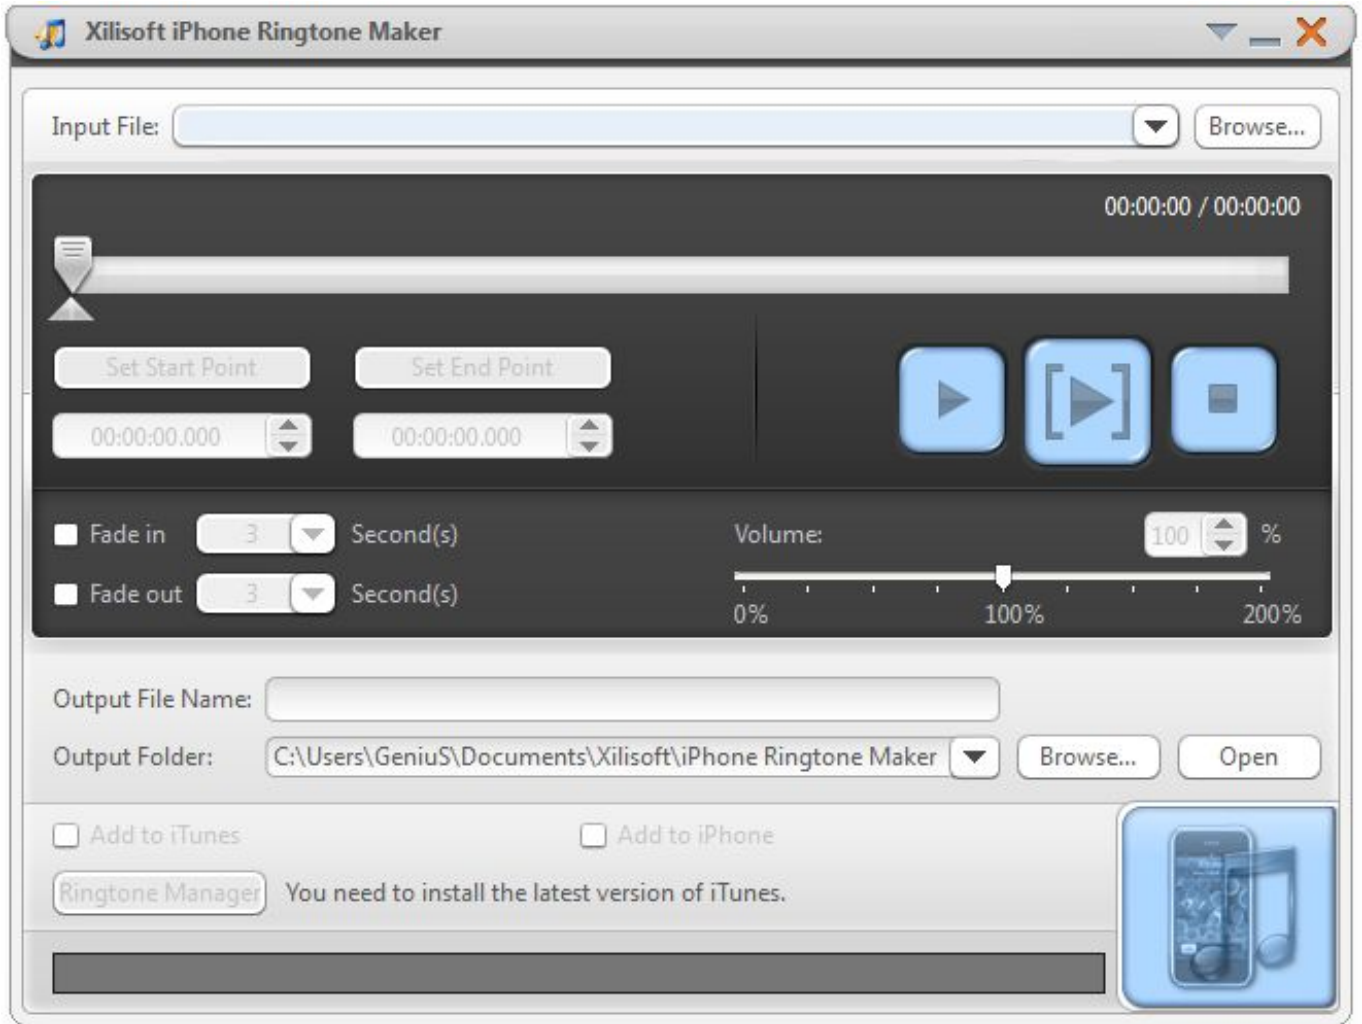 Xilisoft iPhone Ringtone Maker
Input File: Browse...
00:00:00 / 00:00:00
Set Start Point Set End Point
00:00:00.000 00:00:00.000
Fade in 3 Second(s) Volume: 100 %
Fade out 3 Second(s)
0% 100% 200%
Output File Name:
Output Folder: C:\Users\GeniuS\Documents\Xilisoft\iPhone Ringtone Maker Browse... Open
Add to iTunes Add to iPhone
Ringtone Manager You need to install the latest version of iTunes.